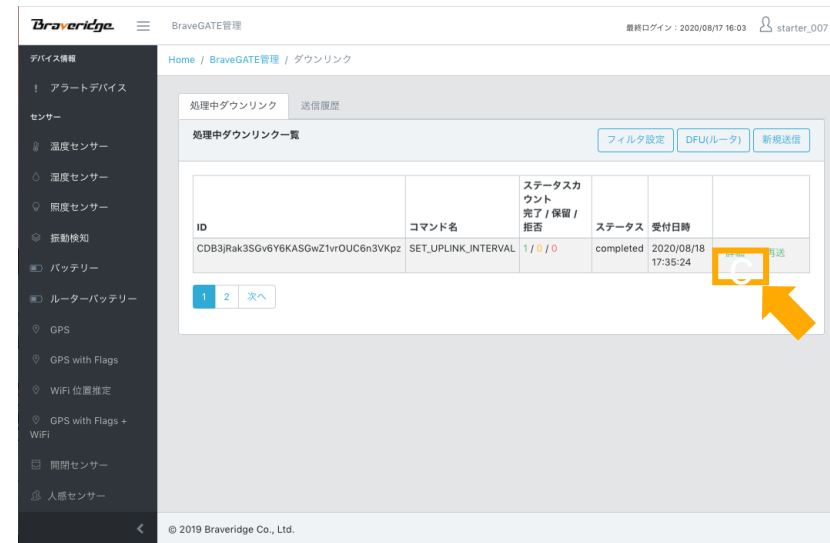 Braveridge
BraveGATE管理
最終ログイン：2020/08/17 16:03
starter_007
デバイス情報
Home / BraveGATE管理 / ダウンリンク
! アラートデバイス
センサー
温度センサー
湿度センサー
照度センサー
振動検知
バッテリー
ルーターバッテリー
GPS
GPS with Flags
WiFi 位置推定
GPS with Flags +
WiFi
開閉センサー
人感センサー
処理中ダウンリンク
送信履歴
処理中ダウンリンク一覧
フィルタ設定
DFU(ルータ)
新規送信
ID
コマンド名
ステータスカ
ウント
完了 / 保留 /
拒否
ステータス
受付日時
CDB3jRak3SGv6Y6KASGwZ1vrOUC6n3VKpz
SET_UPLINK_INTERVAL
1 / 0 / 0
completed
2020/08/18
17:35:24
再送
C
1 2 次へ
© 2019 Braveridge Co., Ltd.